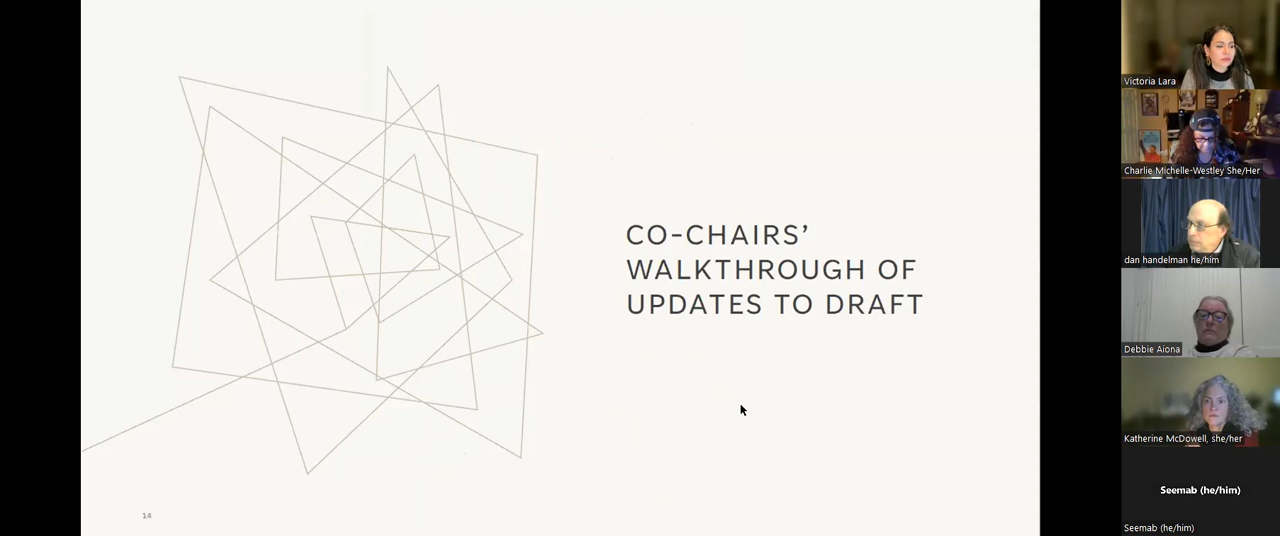 CO-CHAIRS’
WALKTHROUGH OF
UPDATES TO DRAFT
14
Victoria Lara
Charlie Michelle-Westley She/Her
dan handelman he/him
Debbie Aiona
Katherine McDowell, she/her
Seemab (he/him)
Seemab (he/him)